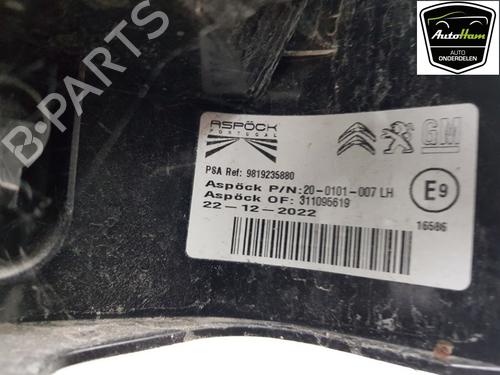 AutoHam
AUTO
ONDERDELEN
B-PARTS
ASPÖCK
PORTUGAL
GM
PSA Ref: 9819235880
Aspöck P/N:20-0101-007 LH
Aspöck OF: 311095619
22-12-2022
E9
16586